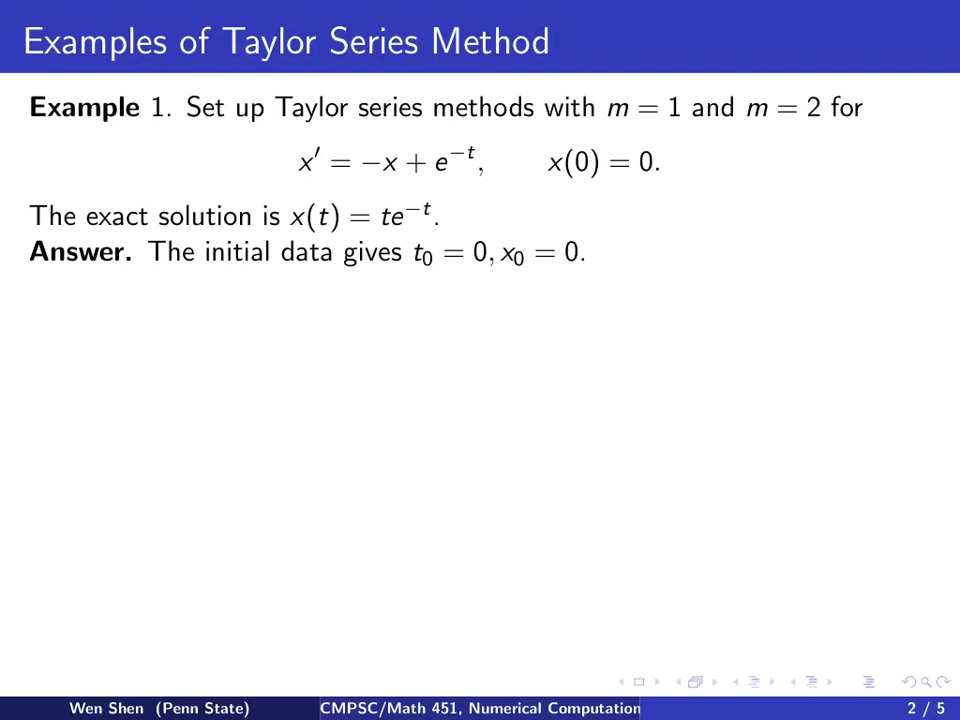 Examples of Taylor Series Method
Example 1. Set up Taylor series methods with m = 1 and m = 2 for
x′ = −x + e^{−t}, x(0) = 0.
The exact solution is x(t) = te^{−t}.
Answer. The initial data gives t₀ = 0, x₀ = 0.
Wen Shen (Penn State) CMPSC/Math 451, Numerical Computation 2 / 5